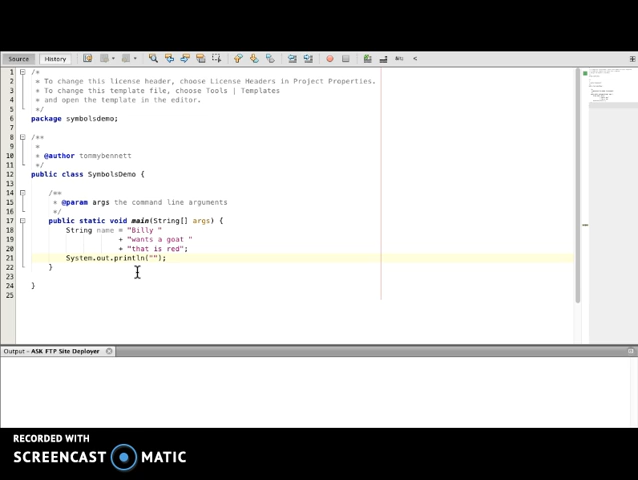 Source History
1 /*
2 * To change this license header, choose License Headers in Project Properties.
3 * To change this template file, choose Tools | Templates
4 * and open the template in the editor.
5 */
6 package symbolsdemo;
7
8 /**
9 *
10 * @author tommybennett
11 */
12 public class SymbolsDemo {
13
14 /**
15 * @param args the command line arguments
16 */
17 public static void main(String[] args) {
18 String name = "Billy "
19 + "wants a goat "
20 + "that is red";
21 System.out.println("");
22 }
23
24 }
25
Output - ASK FTP Site Deployer
RECORDED WITH
SCREENCAST MATIC